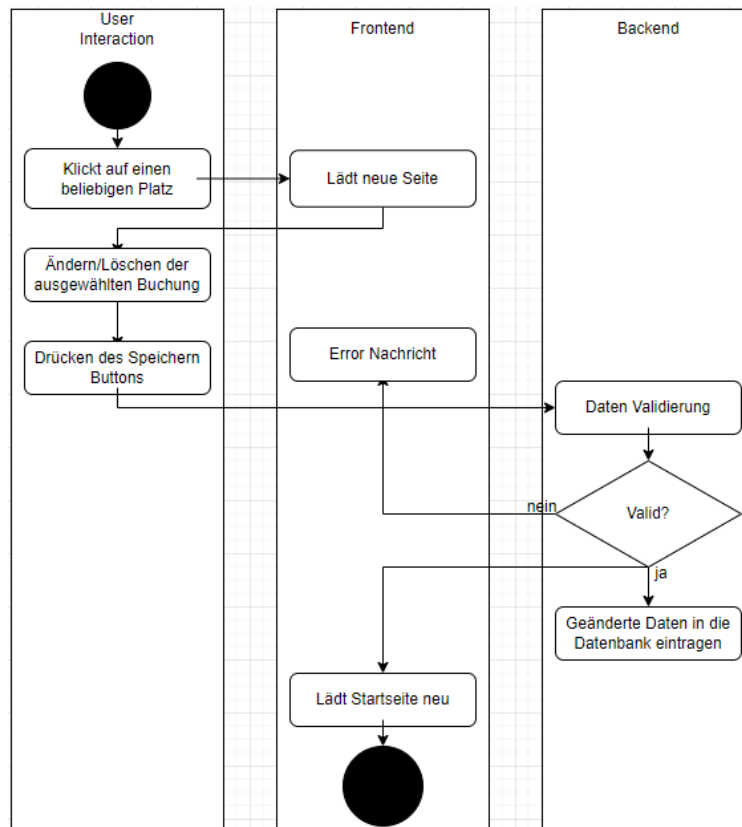 User
Interaction
Frontend
Backend
Klickt auf einen
beliebigen Platz
Lädt neue Seite
Ändern/Löschen der
ausgewählten Buchung
Drücken des Speichern
Buttons
Error Nachricht
Daten Validierung
nein
Valid?
ja
Geänderte Daten in die
Datenbank eintragen
Lädt Startseite neu